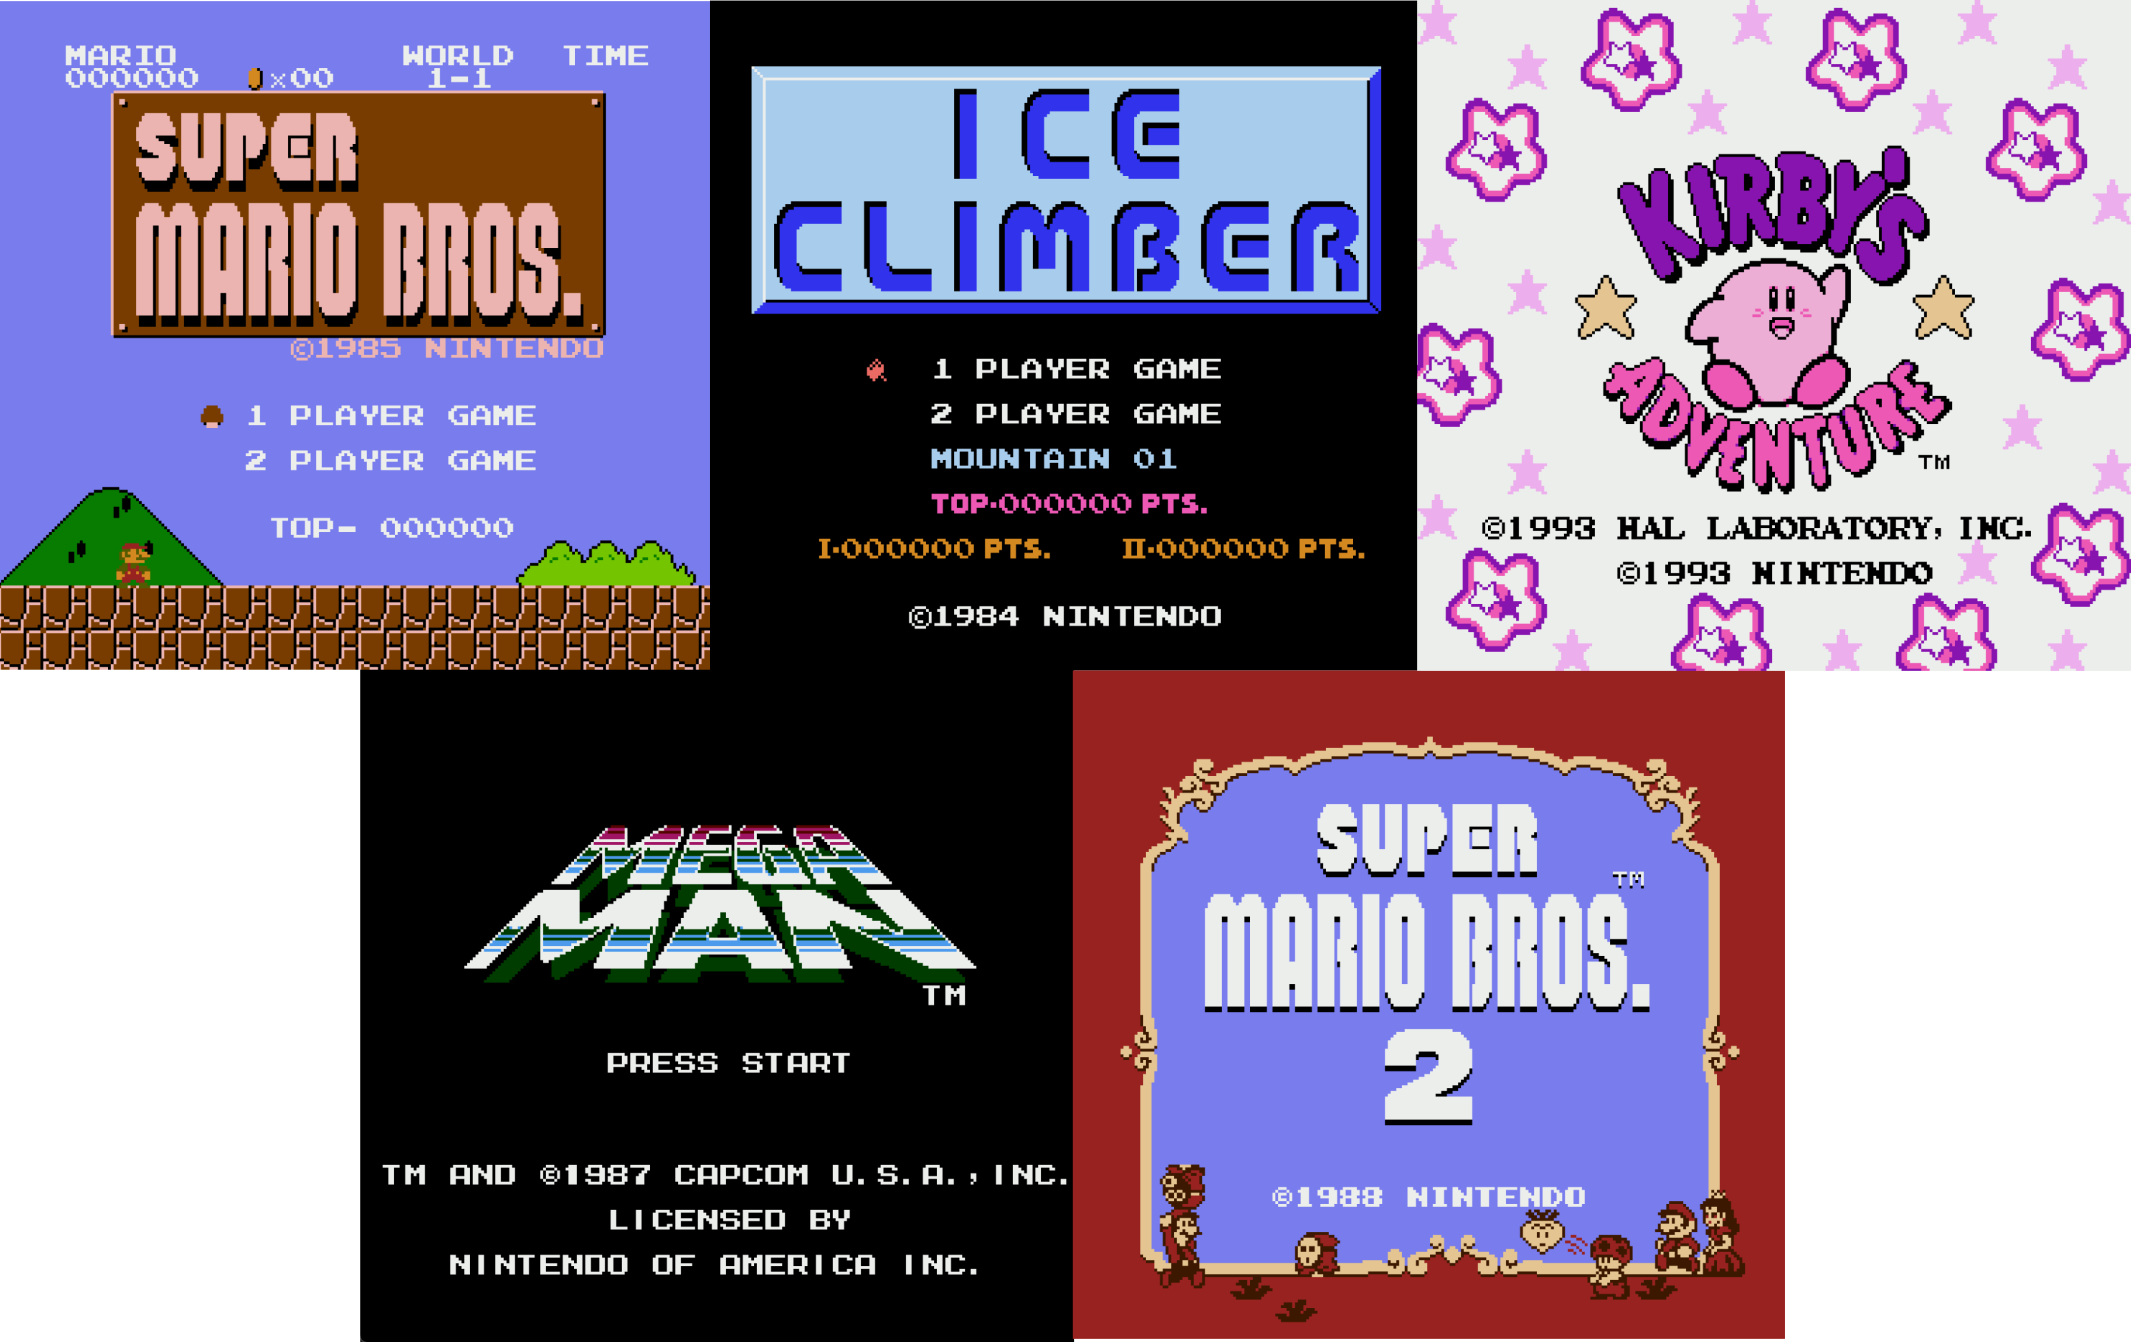 MARIO WORLD TIME
000000 ×00 1-1
SUPER
MARIO BROS.
©1985 NINTENDO
1 PLAYER GAME
2 PLAYER GAME
TOP- 000000
ICE
CLIMBER
1 PLAYER GAME
2 PLAYER GAME
MOUNTAIN 01
TOP·000000 PTS.
I·000000 PTS. II·000000 PTS.
©1984 NINTENDO
KIRBY'S
ADVENTURE
TM
©1993 HAL LABORATORY, INC.
©1993 NINTENDO
MEGA
MAN
TM
PRESS START
TM AND ©1987 CAPCOM U.S.A.,INC.
LICENSED BY
NINTENDO OF AMERICA INC.
SUPER
TM
MARIO BROS.
2
©1988 NINTENDO